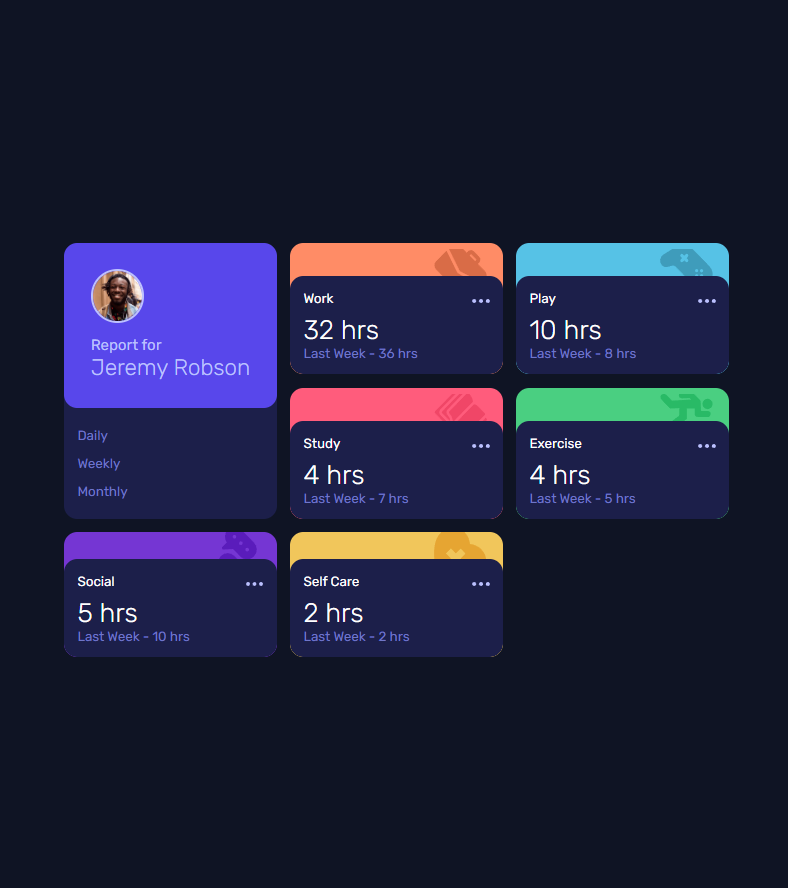 Report for
Jeremy Robson
Daily
Weekly
Monthly
Work
32 hrs
Last Week - 36 hrs
Play
10 hrs
Last Week - 8 hrs
Study
4 hrs
Last Week - 7 hrs
Exercise
4 hrs
Last Week - 5 hrs
Social
5 hrs
Last Week - 10 hrs
Self Care
2 hrs
Last Week - 2 hrs